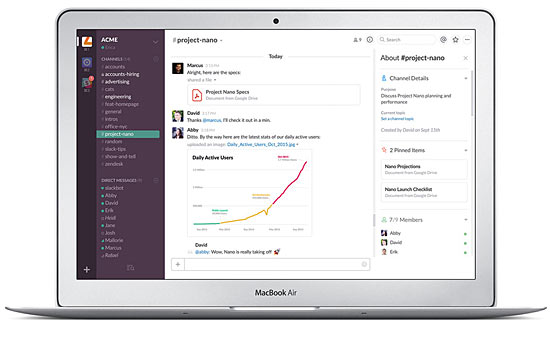 ACME
Erica
CHANNELS
# accounts
# accounts-hiring
# advertising
# cats
# engineering
# feat-homepage
# general
# intros
# office-nyc
# project-nano
# random
# slack-tips
# show-and-tell
# zendesk
DIRECT MESSAGES
slackbot
Abby
David
Erik
Heidi
Jane
Josh
Mallorie
Marcus
Rafael
#project-nano
9
Search
Today
Marcus
Alright, here are the specs:
shared a file
Project Nano Specs
Document from Google Drive
David
Thanks @marcus, I'll check it out in a min.
Abby
Ditto. By the way here are the latest stats of our daily active users:
uploaded an image: Daily_Active_Users_Oct_2015.jpg
Daily Active Users
David
@abby: Wow, Nano is really taking off
About #project-nano
Channel Details
Purpose
Discuss Project Nano planning and
performance
Current topic
Set a channel topic
Created by David on Sept 15th
2 Pinned Items
Nano Projections
Document from Google Drive
Nano Launch Checklist
Document from Google Drive
7/9 Members
Abby
David
Erik
MacBook Air